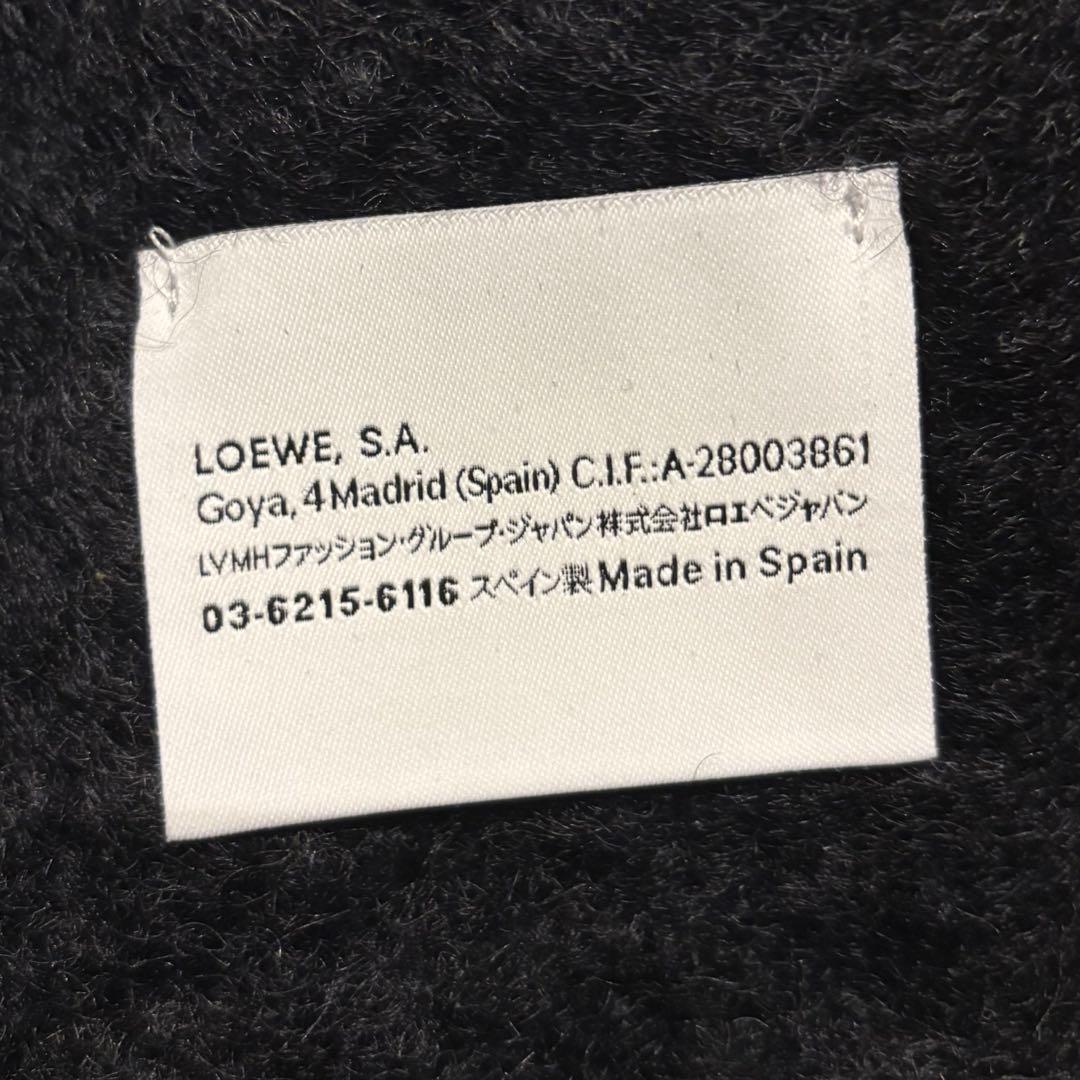 LOEWE, S.A.
Goya, 4 Madrid (Spain) C.I.F.:A-28003861
LVMHファッション・グループ・ジャパン株式会社ロエベジャパン
03-6215-6116 スペイン製 Made in Spain